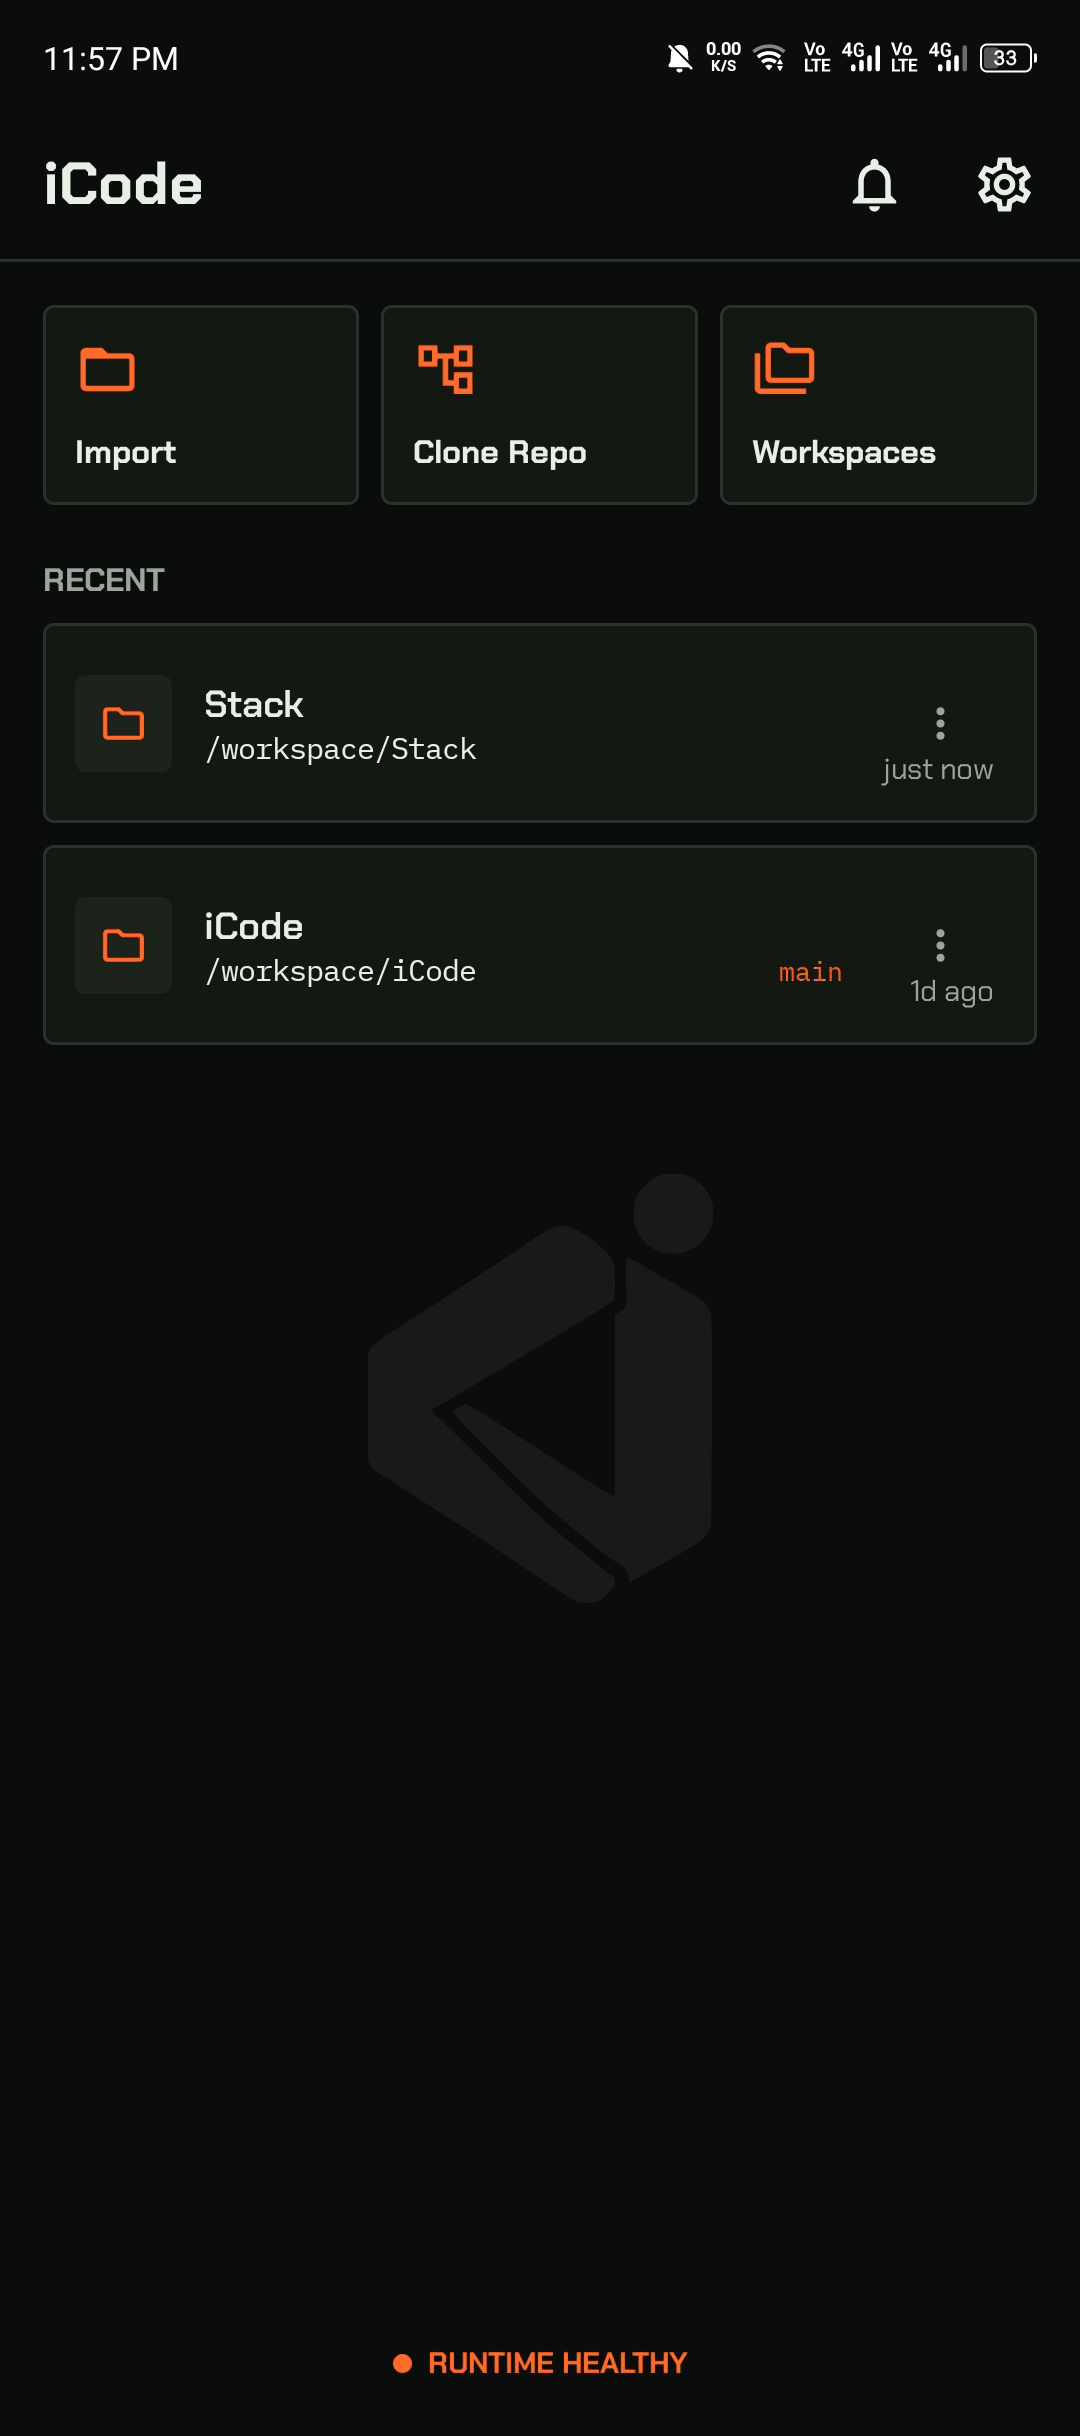 11:57 PM 0.00 K/S Vo LTE 4G Vo LTE 4G 33
iCode
Import Clone Repo Workspaces
RECENT
Stack
/workspace/Stack
just now
iCode
/workspace/iCode main
1d ago
RUNTIME HEALTHY